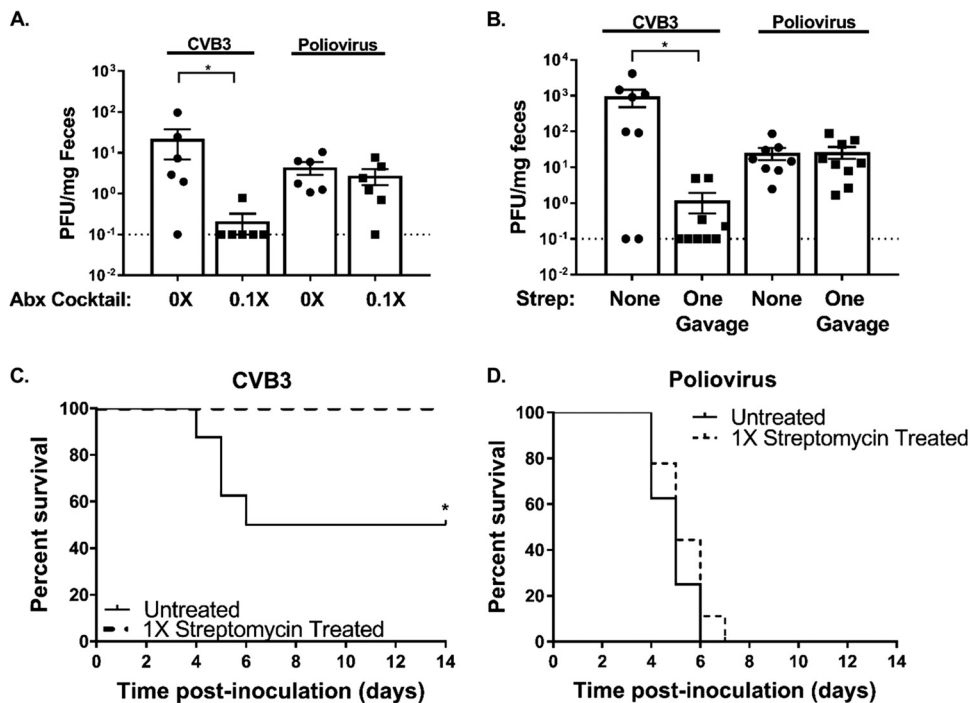 A.
CVB3 Poliovirus
*
PFU/mg Feces
10³
10²
10¹
10⁰
10⁻¹
10⁻²
Abx Cocktail: 0X 0.1X 0X 0.1X
B.
CVB3 Poliovirus
*
PFU/mg feces
10⁴
10³
10²
10¹
10⁰
10⁻¹
10⁻²
Strep: None One None One
Gavage Gavage
C.
CVB3
Percent survival
100
80
60
40
20
0
*
Untreated
1X Streptomycin Treated
0 2 4 6 8 10 12 14
Time post-inoculation (days)
D.
Poliovirus
Percent survival
100
80
60
40
20
0
Untreated
1X Streptomycin Treated
0 2 4 6 8 10 12 14
Time post-inoculation (days)